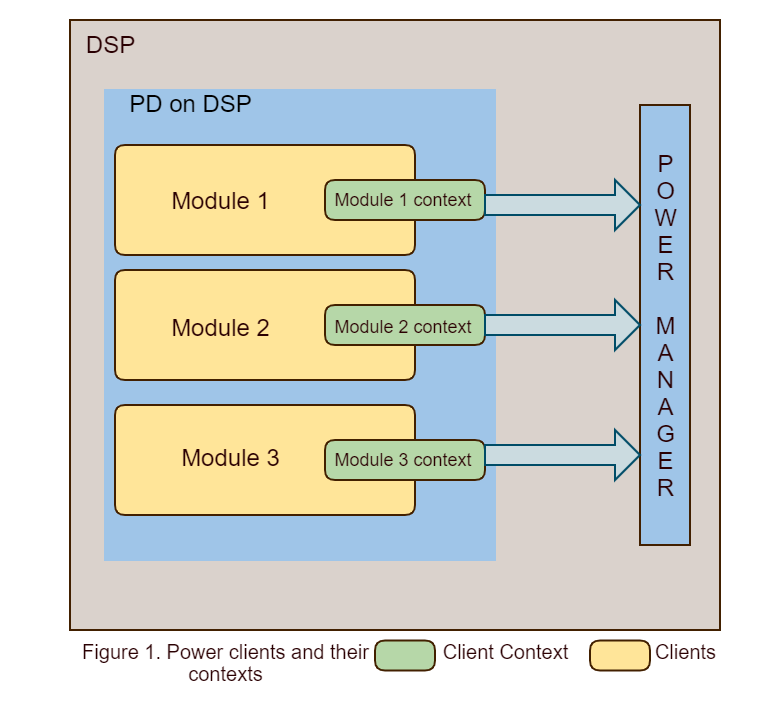 DSP
PD on DSP
Module 1
Module 1 context
Module 2
Module 2 context
Module 3
Module 3 context
POWER MANAGER
Figure 1. Power clients and their
contexts
Client Context
Clients